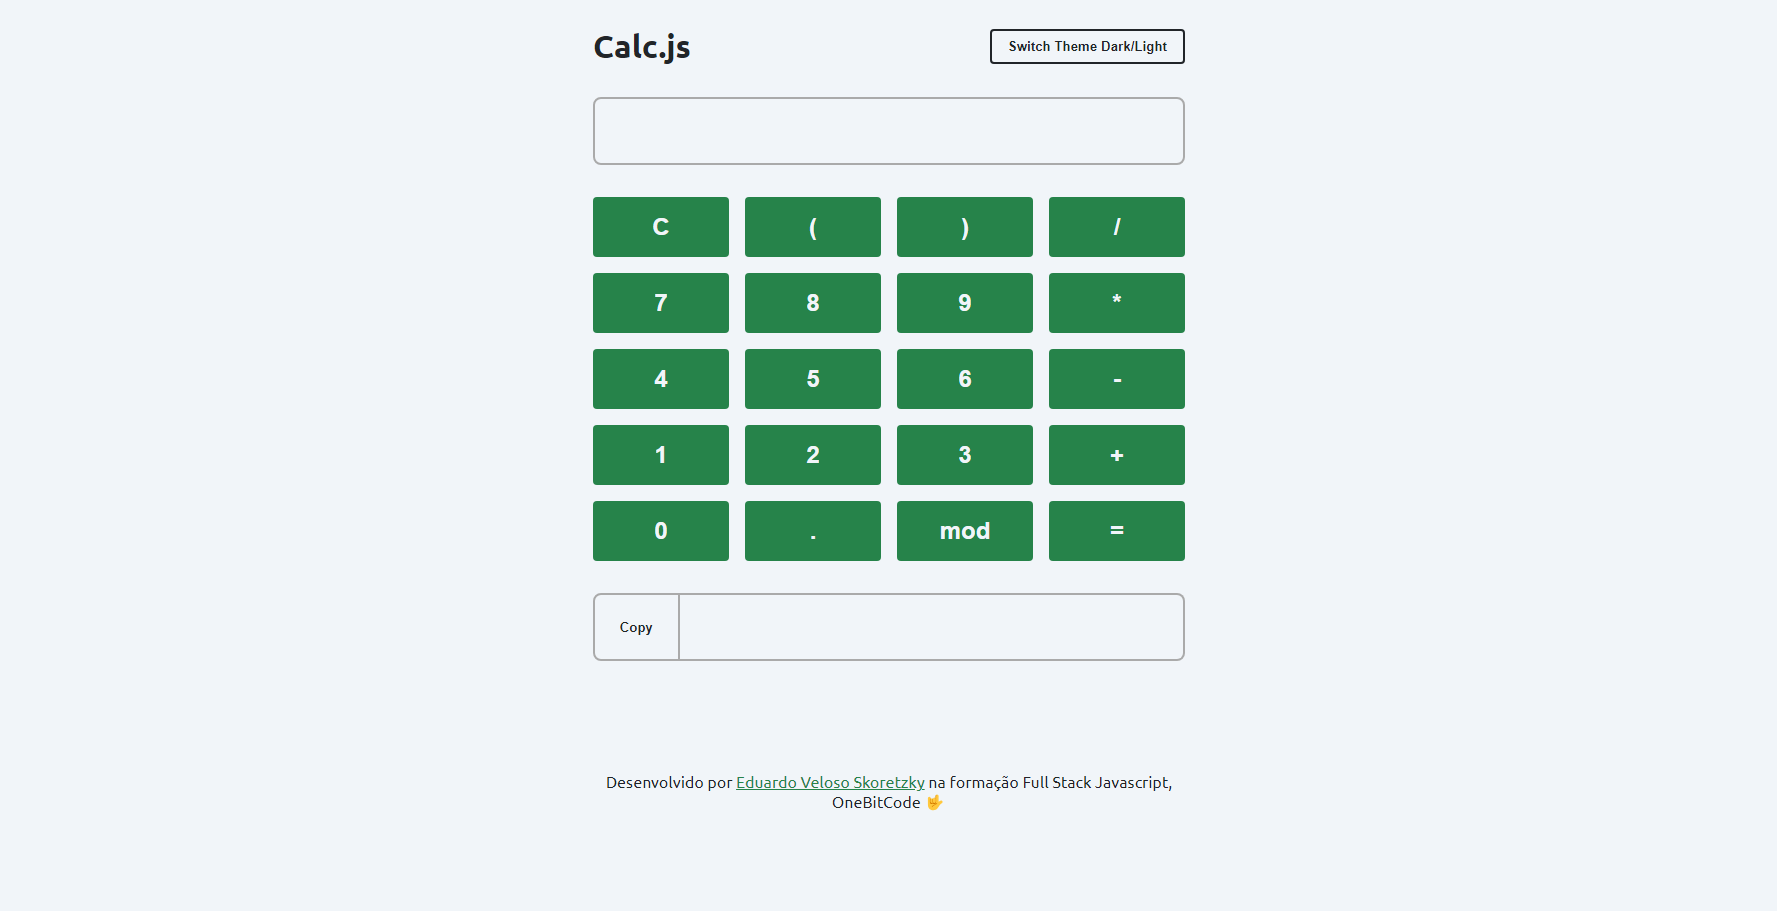 Calc.js
Switch Theme Dark/Light
C ( ) /
7 8 9 *
4 5 6 -
1 2 3 +
0 . mod =
Copy
Desenvolvido por Eduardo Veloso Skoretzky na formação Full Stack Javascript,
OneBitCode 🤟